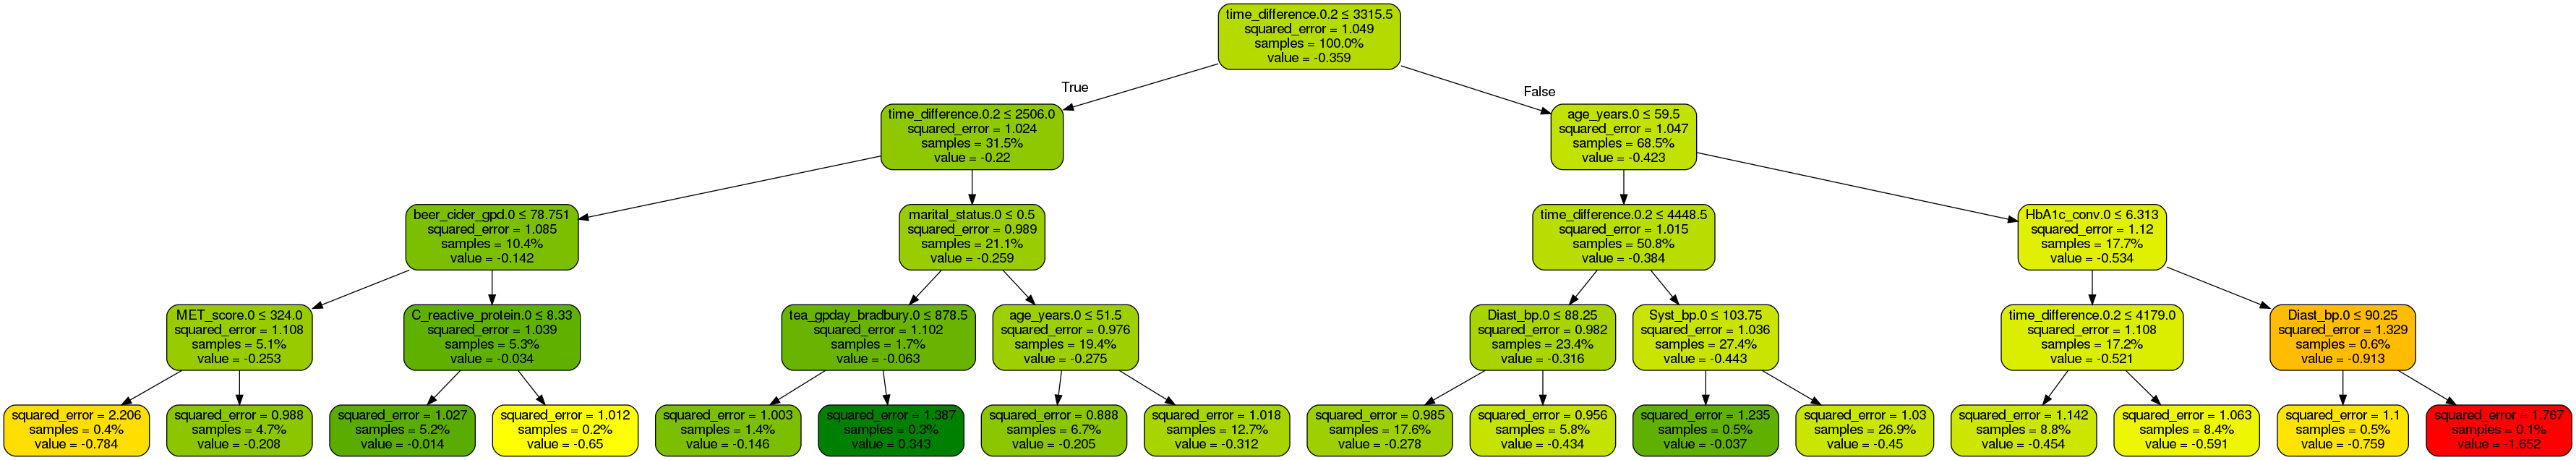 time_difference.0.2 ≤ 3315.5
squared_error = 1.049
samples = 100.0%
value = -0.359
True
False
time_difference.0.2 ≤ 2506.0
squared_error = 1.024
samples = 31.5%
value = -0.22
age_years.0 ≤ 59.5
squared_error = 1.047
samples = 68.5%
value = -0.423
beer_cider_gpd.0 ≤ 78.751
squared_error = 1.085
samples = 10.4%
value = -0.142
marital_status.0 ≤ 0.5
squared_error = 0.989
samples = 21.1%
value = -0.259
time_difference.0.2 ≤ 4448.5
squared_error = 1.015
samples = 50.8%
value = -0.384
HbA1c_conv.0 ≤ 6.313
squared_error = 1.12
samples = 17.7%
value = -0.534
MET_score.0 ≤ 324.0
squared_error = 1.108
samples = 5.1%
value = -0.253
C_reactive_protein.0 ≤ 8.33
squared_error = 1.039
samples = 5.3%
value = -0.034
tea_gpday_bradbury.0 ≤ 878.5
squared_error = 1.102
samples = 1.7%
value = -0.063
age_years.0 ≤ 51.5
squared_error = 0.976
samples = 19.4%
value = -0.275
Diast_bp.0 ≤ 88.25
squared_error = 0.982
samples = 23.4%
value = -0.316
Syst_bp.0 ≤ 103.75
squared_error = 1.036
samples = 27.4%
value = -0.443
time_difference.0.2 ≤ 4179.0
squared_error = 1.108
samples = 17.2%
value = -0.521
Diast_bp.0 ≤ 90.25
squared_error = 1.329
samples = 0.6%
value = -0.913
squared_error = 2.206
samples = 0.4%
value = -0.784
squared_error = 0.988
samples = 4.7%
value = -0.208
squared_error = 1.027
samples = 5.2%
value = -0.014
squared_error = 1.012
samples = 0.2%
value = -0.65
squared_error = 1.003
samples = 1.4%
value = -0.146
squared_error = 1.387
samples = 0.3%
value = 0.343
squared_error = 0.888
samples = 6.7%
value = -0.205
squared_error = 1.018
samples = 12.7%
value = -0.312
squared_error = 0.985
samples = 17.6%
value = -0.278
squared_error = 0.956
samples = 5.8%
value = -0.434
squared_error = 1.235
samples = 0.5%
value = -0.037
squared_error = 1.03
samples = 26.9%
value = -0.45
squared_error = 1.142
samples = 8.8%
value = -0.454
squared_error = 1.063
samples = 8.4%
value = -0.591
squared_error = 1.1
samples = 0.5%
value = -0.759
squared_error = 1.767
samples = 0.1%
value = -1.652